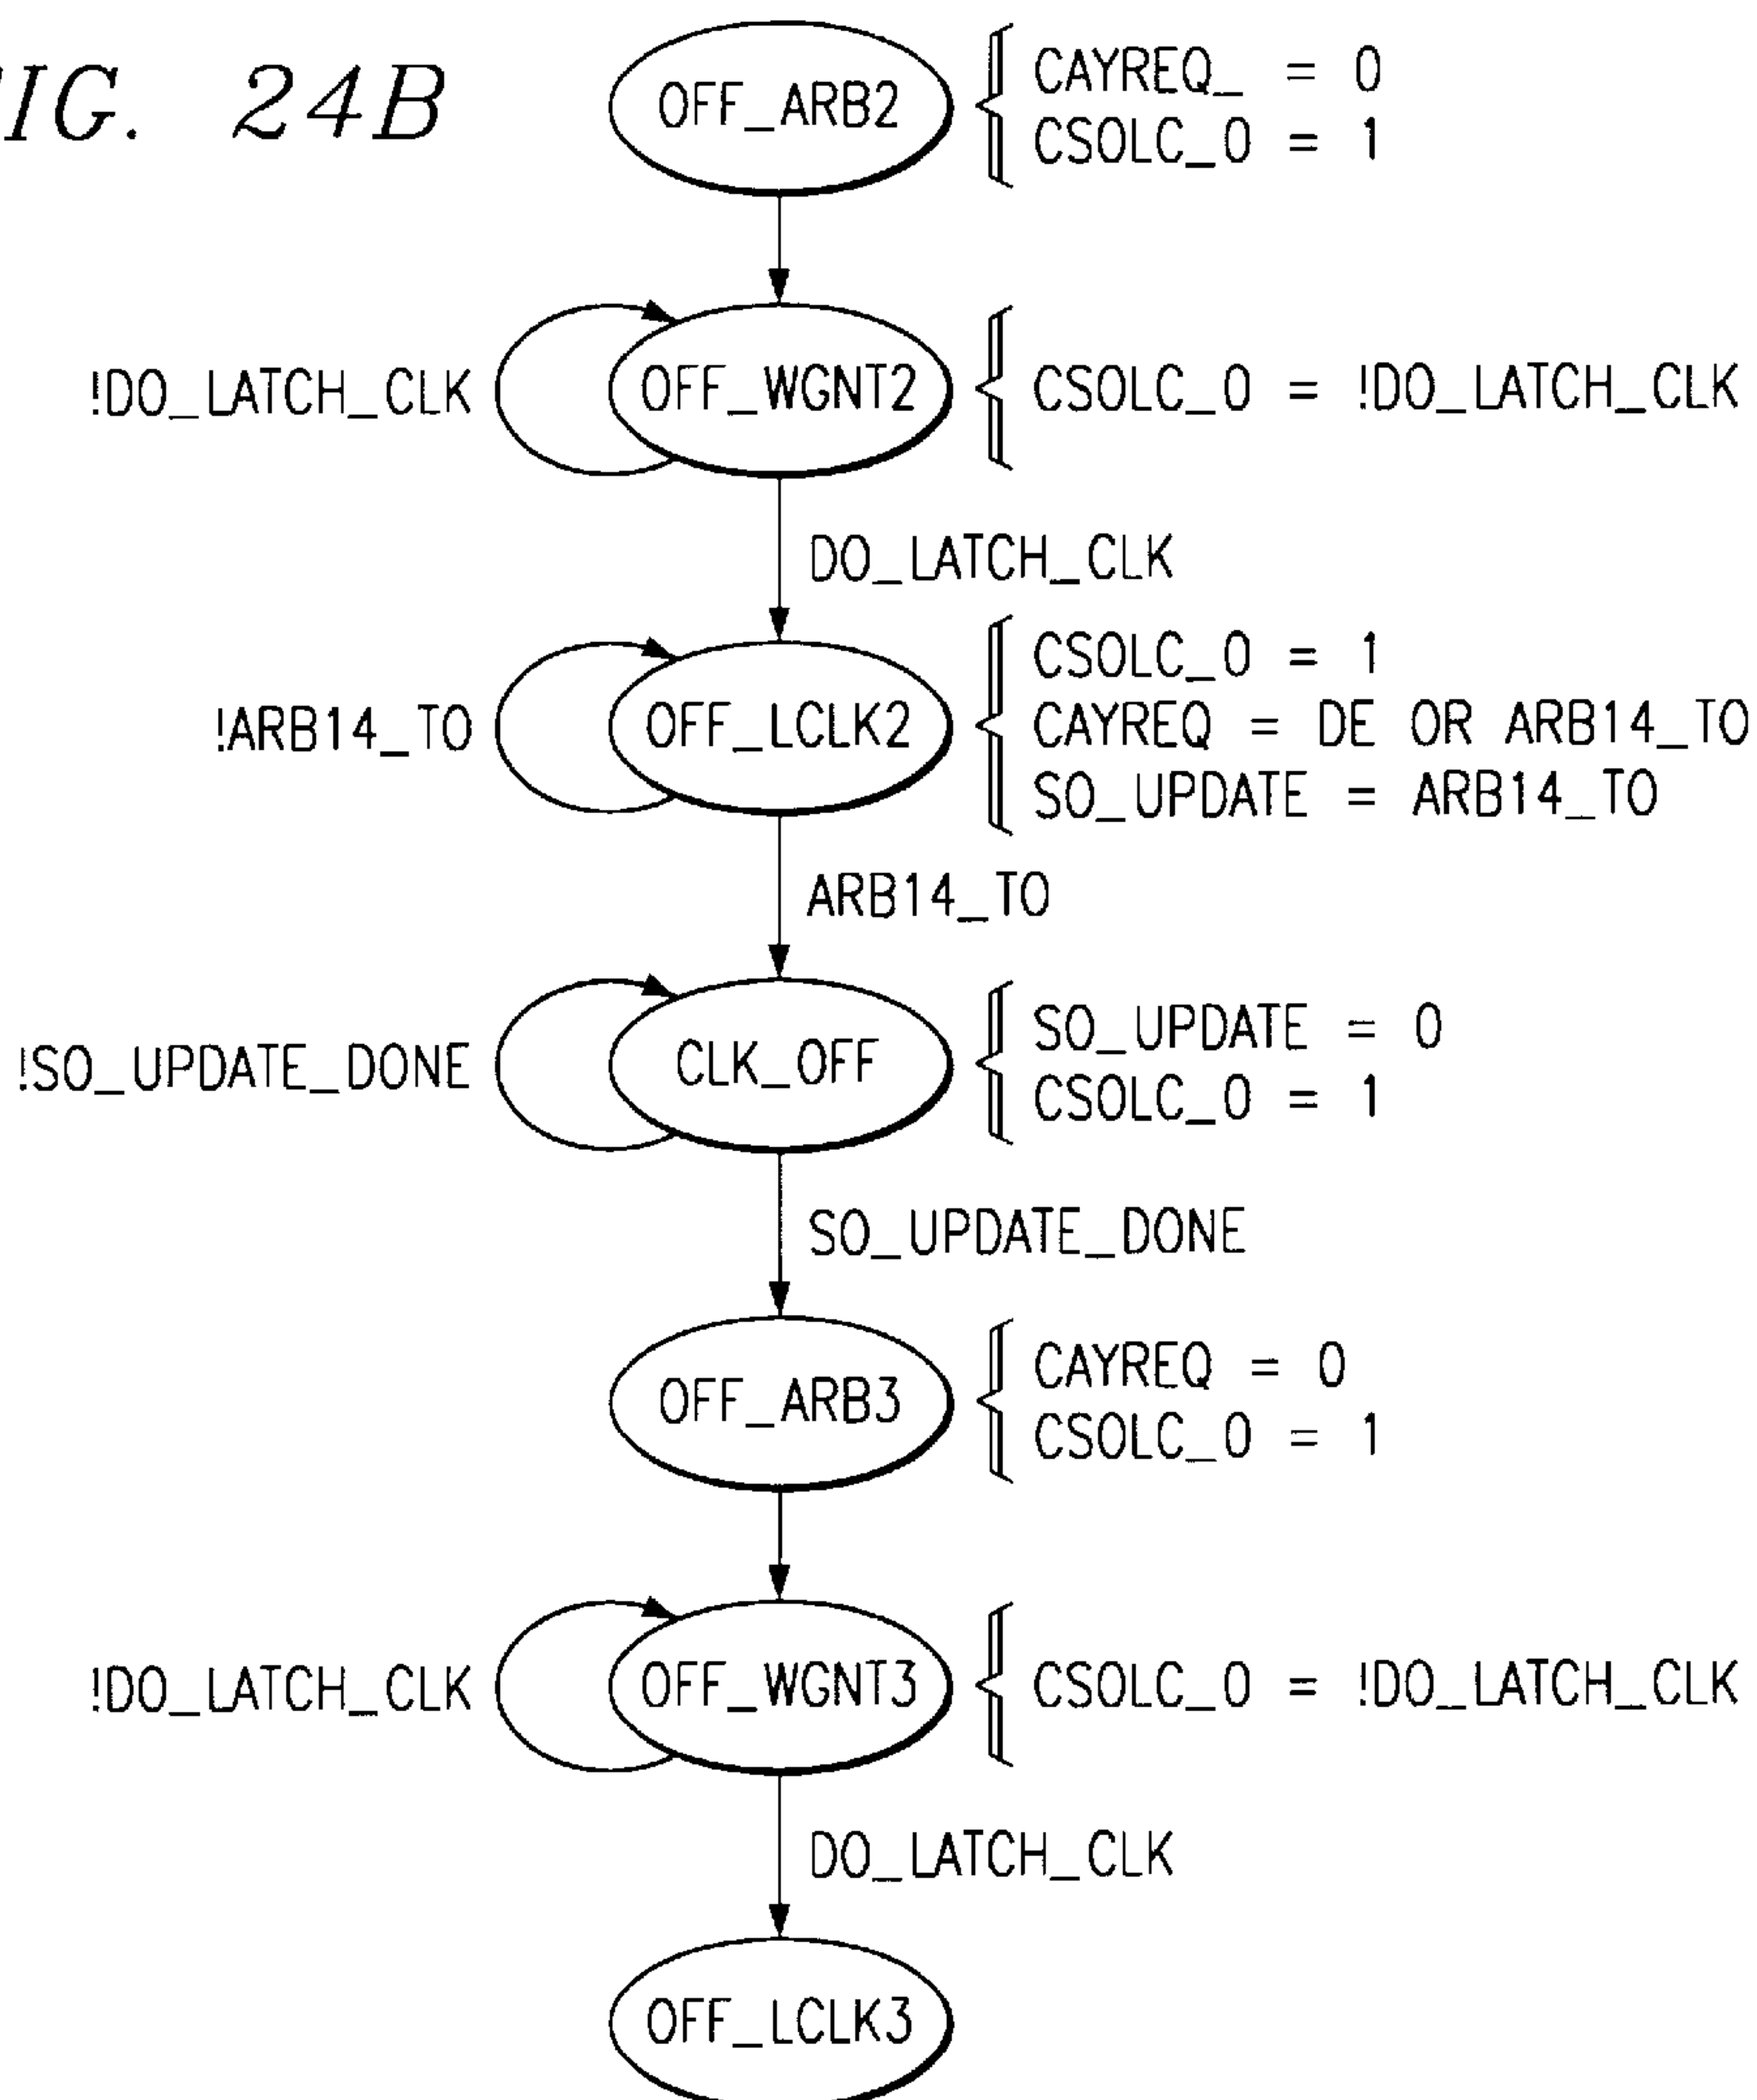 IG. 24B
OFF_ARB2
CAYREQ_ = 0
CSOLC_0 = 1
!DO_LATCH_CLK
OFF_WGNT2
CSOLC_0 = !DO_LATCH_CLK
DO_LATCH_CLK
!ARB14_TO
OFF_LCLK2
CSOLC_0 = 1
CAYREQ = DE OR ARB14_TO
SO_UPDATE = ARB14_TO
ARB14_TO
!SO_UPDATE_DONE
CLK_OFF
SO_UPDATE = 0
CSOLC_0 = 1
SO_UPDATE_DONE
OFF_ARB3
CAYREQ = 0
CSOLC_0 = 1
!DO_LATCH_CLK
OFF_WGNT3
CSOLC_0 = !DO_LATCH_CLK
DO_LATCH_CLK
OFF_LCLK3